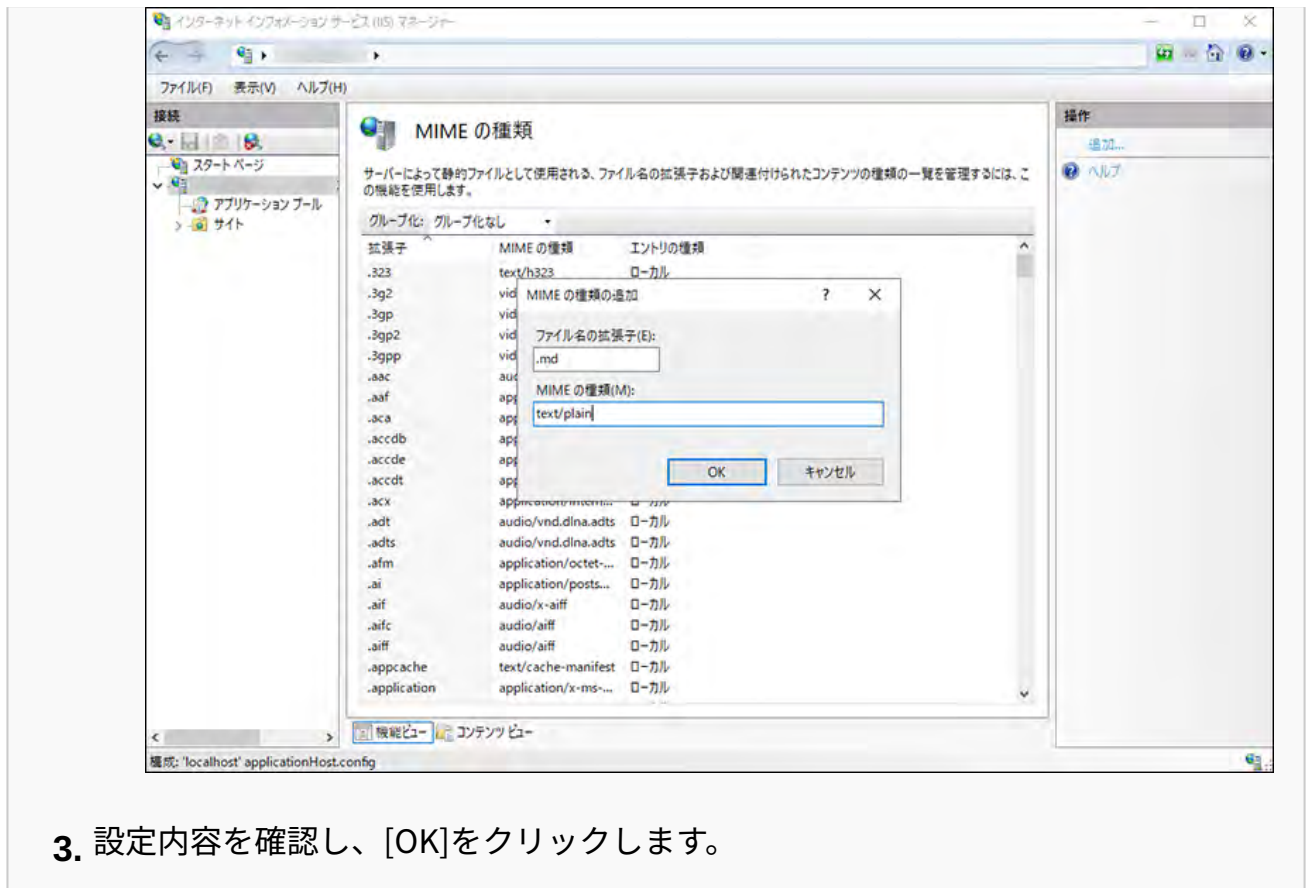 インターネット インフォメーション サービス (IIS) マネージャー
ファイル(F) 表示(V) ヘルプ(H)
接続
スタート ページ
アプリケーション プール
サイト
MIME の種類
サーバーによって静的ファイルとして使用される、ファイル名の拡張子および関連付けられたコンテンツの種類の一覧を管理するには、こ
の機能を使用します。
グループ化: グループ化なし
拡張子 MIME の種類 エントリの種類
.323 text/h323 ローカル
.3g2 vid
.3gp vid
.3gp2 vid
.3gpp vid
.aac aud
.aaf app
.aca app
.accdb app
.accde app
.accdt app
.acx application/intern... ローカル
.adt audio/vnd.dlna.adts ローカル
.adts audio/vnd.dlna.adts ローカル
.afm application/octet-... ローカル
.ai application/posts... ローカル
.aif audio/x-aiff ローカル
.aifc audio/aiff ローカル
.aiff audio/aiff ローカル
.appcache text/cache-manifest ローカル
.application application/x-ms-... ローカル
MIME の種類の追加 ? ×
ファイル名の拡張子(E):
.md
MIME の種類(M):
text/plain
OK キャンセル
機能ビュー コンテンツ ビュー
操作
追加...
ヘルプ
構成: 'localhost' applicationHost.config
3. 設定内容を確認し、[OK]をクリックします。